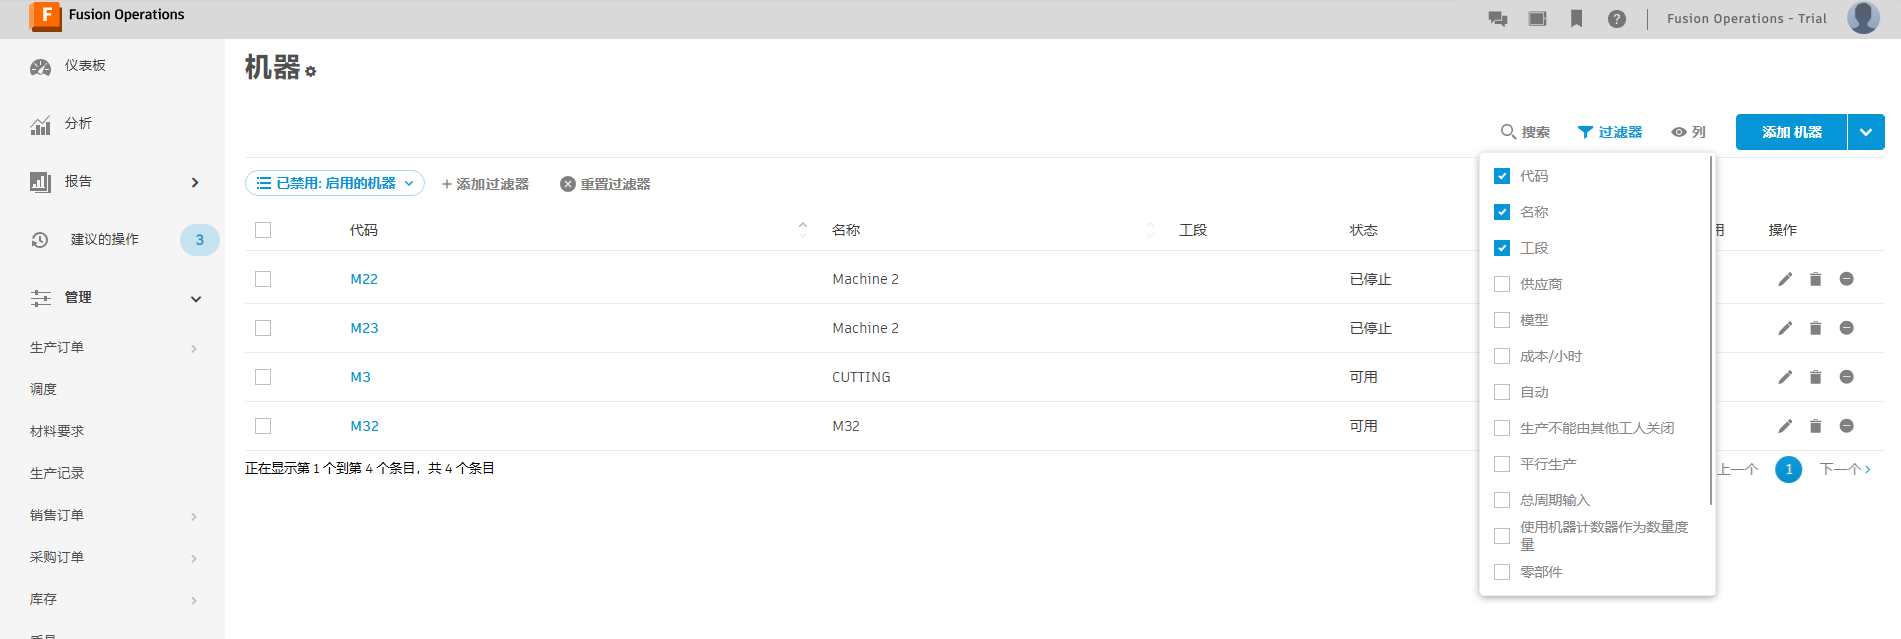 Fusion Operations
Fusion Operations - Trial
仪表板
分析
报告
建议的操作 3
管理
生产订单
调度
材料要求
生产记录
销售订单
采购订单
库存
机器
搜索 过滤器 列 添加 机器
已禁用: 启用的机器 + 添加过滤器 重置过滤器
代码 名称 工段 状态 用 操作
M22 Machine 2 已停止
M23 Machine 2 已停止
M3 CUTTING 可用
M32 M32 可用
正在显示第 1 个到第 4 个条目，共 4 个条目
上一个 1 下一个
代码
名称
工段
供应商
模型
成本/小时
自动
生产不能由其他工人关闭
平行生产
总周期输入
使用机器计数器作为数量度
量
零部件